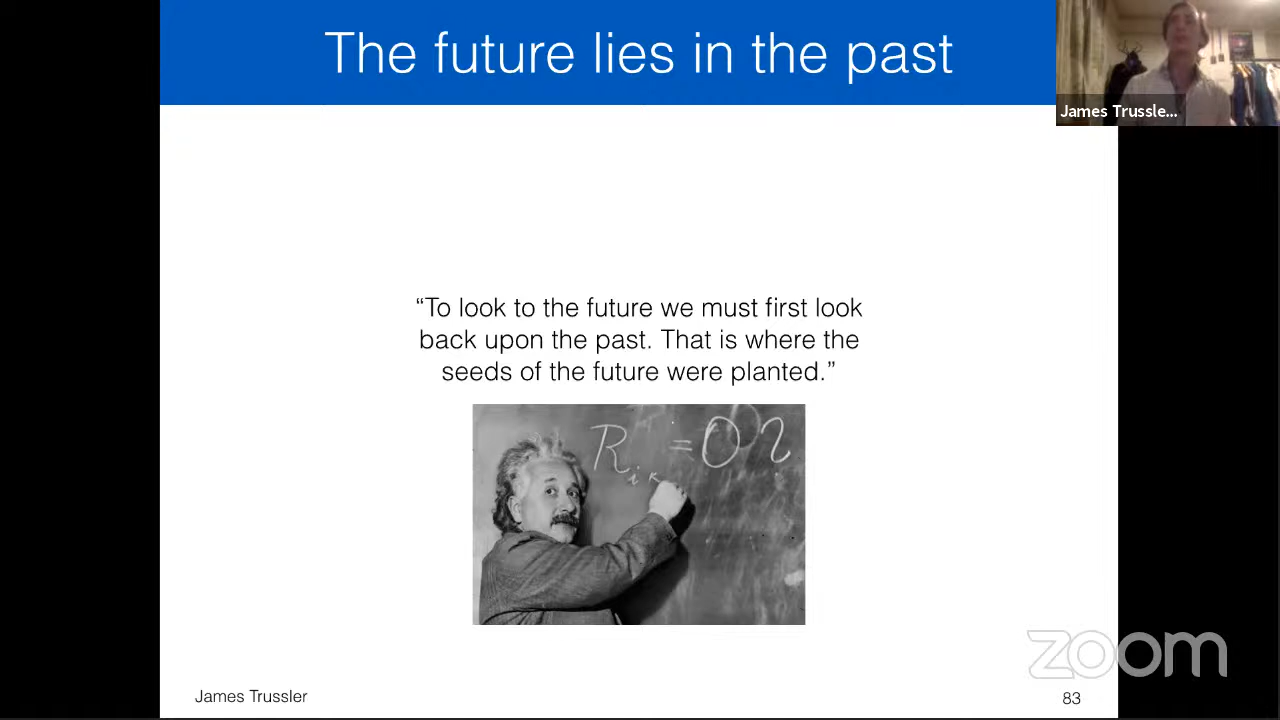 The future lies in the past
James Trussle...
“To look to the future we must first look
back upon the past. That is where the
seeds of the future were planted.”
R i κ = 0 ?
zoom
James Trussler
83